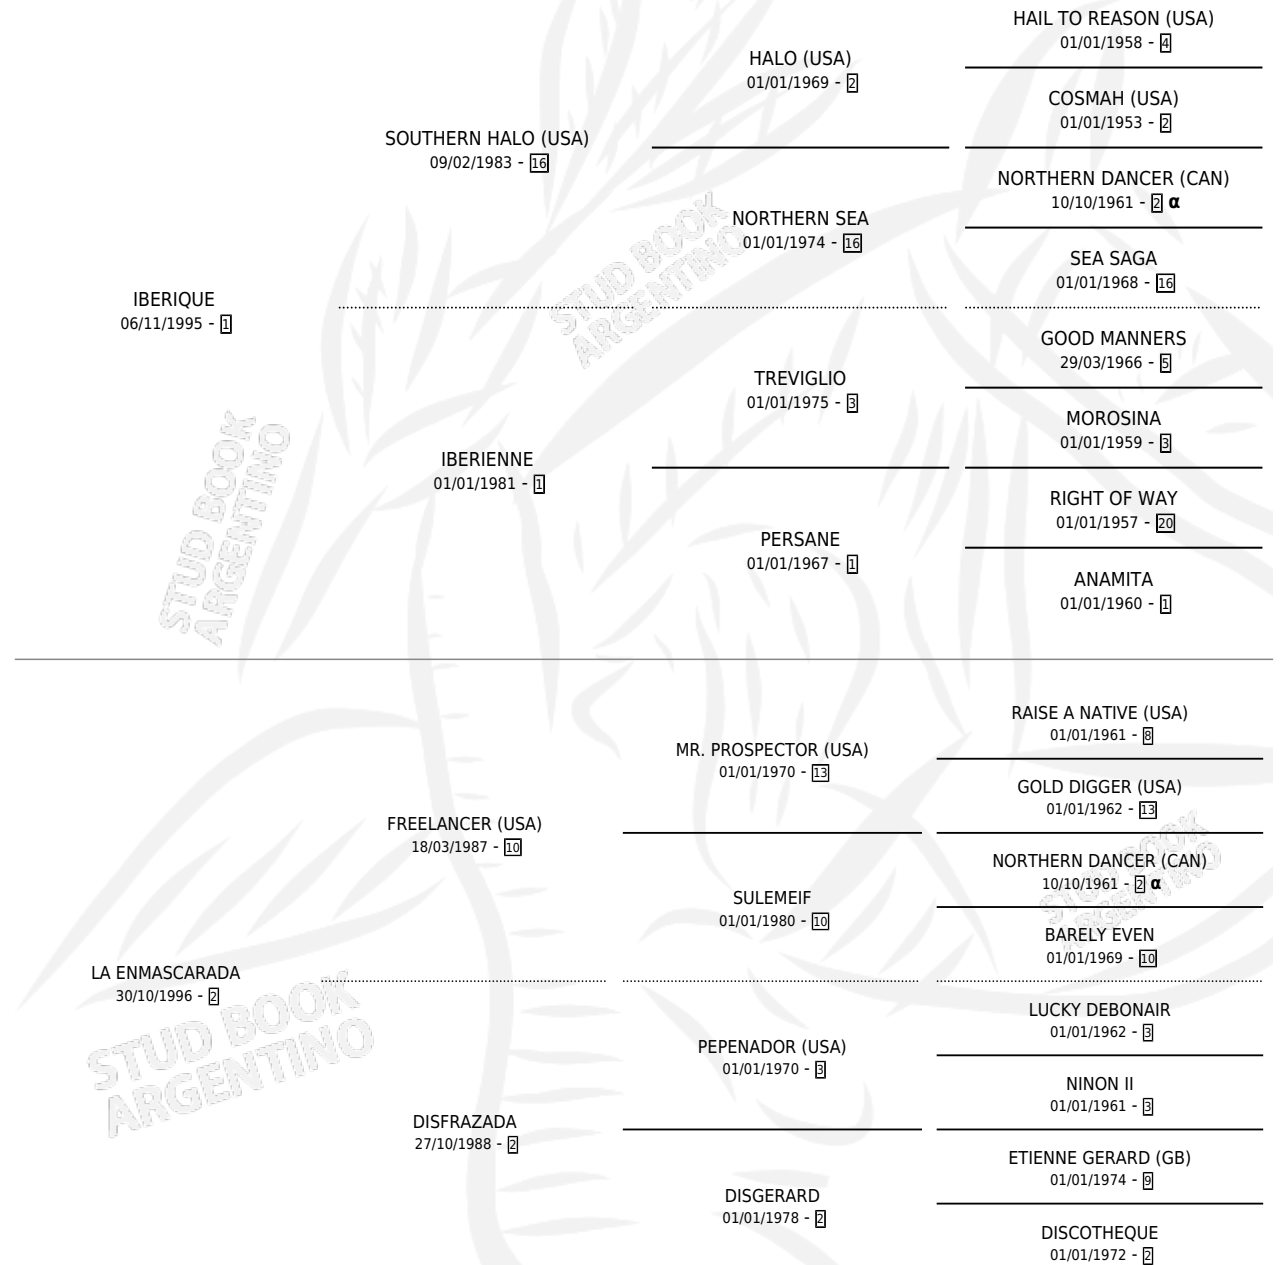 HAIL TO REASON (USA)
01/01/1958 - 4
HALO (USA)
01/01/1969 - 2
COSMAH (USA)
01/01/1953 - 2
SOUTHERN HALO (USA)
09/02/1983 - 16
NORTHERN DANCER (CAN)
10/10/1961 - 2 α
NORTHERN SEA
01/01/1974 - 16
SEA SAGA
01/01/1968 - 16
STUD BOOK
ARGENTINO
IBERIQUE
06/11/1995 - 1
GOOD MANNERS
29/03/1966 - 5
TREVIGLIO
01/01/1975 - 3
MOROSINA
01/01/1959 - 3
IBERIENNE
01/01/1981 - 1
RIGHT OF WAY
01/01/1957 - 20
PERSANE
01/01/1967 - 1
ANAMITA
01/01/1960 - 1
STUD BOOK
ARGENTINO
RAISE A NATIVE (USA)
01/01/1961 - 8
MR. PROSPECTOR (USA)
01/01/1970 - 13
GOLD DIGGER (USA)
01/01/1962 - 13
FREELANCER (USA)
18/03/1987 - 10
NORTHERN DANCER (CAN)
10/10/1961 - 2 α
SULEMEIF
01/01/1980 - 10
BARELY EVEN
01/01/1969 - 10
STUD BOOK
ARGENTINO
LA ENMASCARADA
30/10/1996 - 2
LUCKY DEBONAIR
01/01/1962 - 3
PEPENADOR (USA)
01/01/1970 - 3
NINON II
01/01/1961 - 3
DISFRAZADA
27/10/1988 - 2
ETIENNE GERARD (GB)
01/01/1974 - 9
DISGERARD
01/01/1978 - 2
DISCOTHEQUE
01/01/1972 - 2
STUD BOOK
ARGENTINO